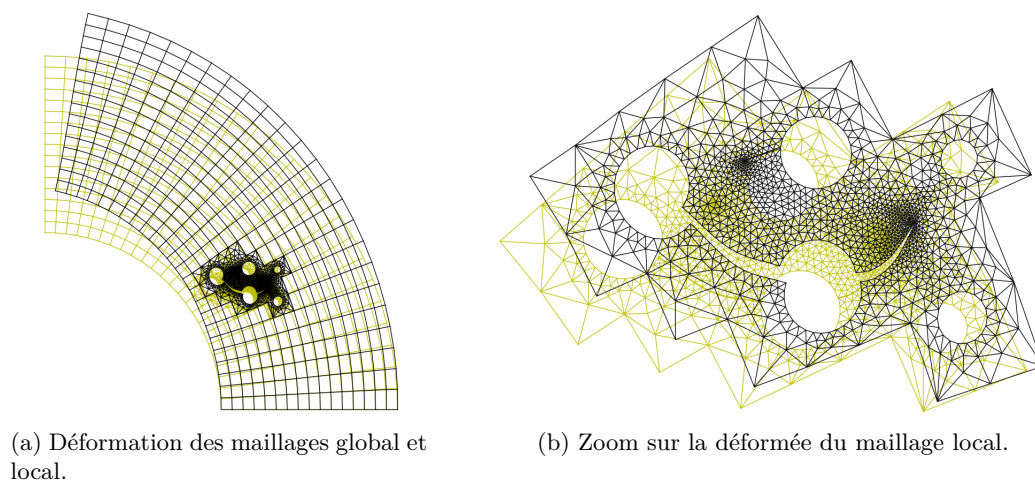 (a) Déformation des maillages global et
local.
(b) Zoom sur la déformée du maillage local.